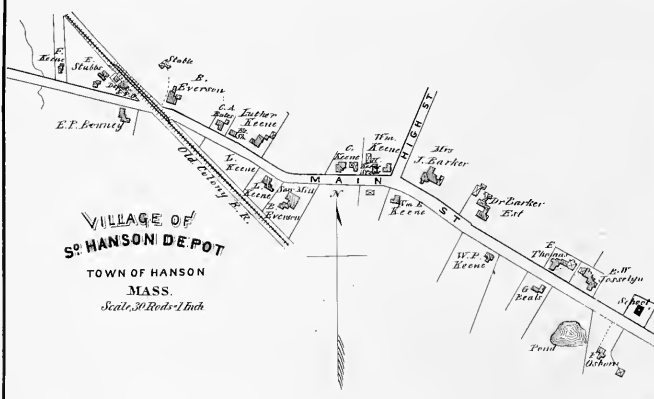 F.
Keene
E.
Stubbs
Stable
B.
Everson
C. A.
Bates
Luther
Keene
E. P. Bonney
Old Colony R.R.
L.
Keene
L.
Keene
Saw Mill
B.
Everson
C.
Keene
Wm.
Keene
HIGH ST
Mrs
J. Barker
MAIN ST
N
Wm E
Keene
Dr Barker
Est
W. P.
Keene
E.
Thomas
E. W
Josselyn
G
Beals
School
Pond
Osborn
VILLAGE OF
So. HANSON DEPOT
TOWN OF HANSON
MASS.
Scale, 30 Rods = 1 Inch